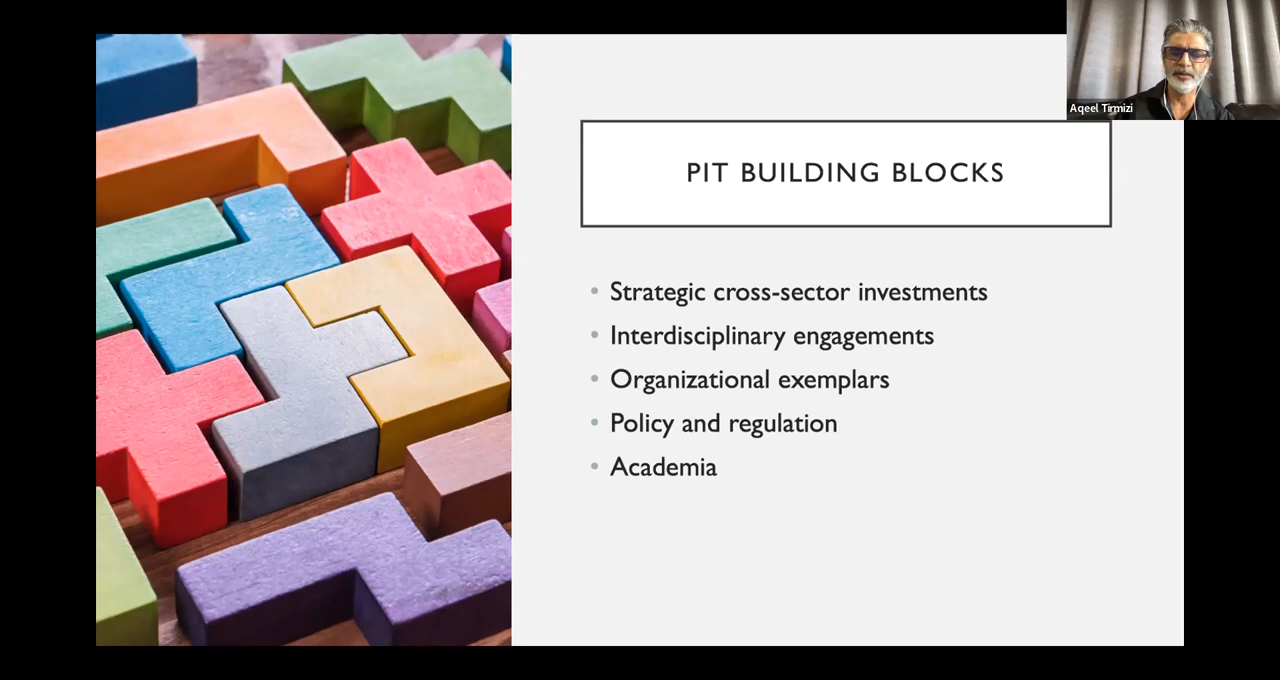 Aqeel Tirmizi
PIT BUILDING BLOCKS
• Strategic cross-sector investments
• Interdisciplinary engagements
• Organizational exemplars
• Policy and regulation
• Academia